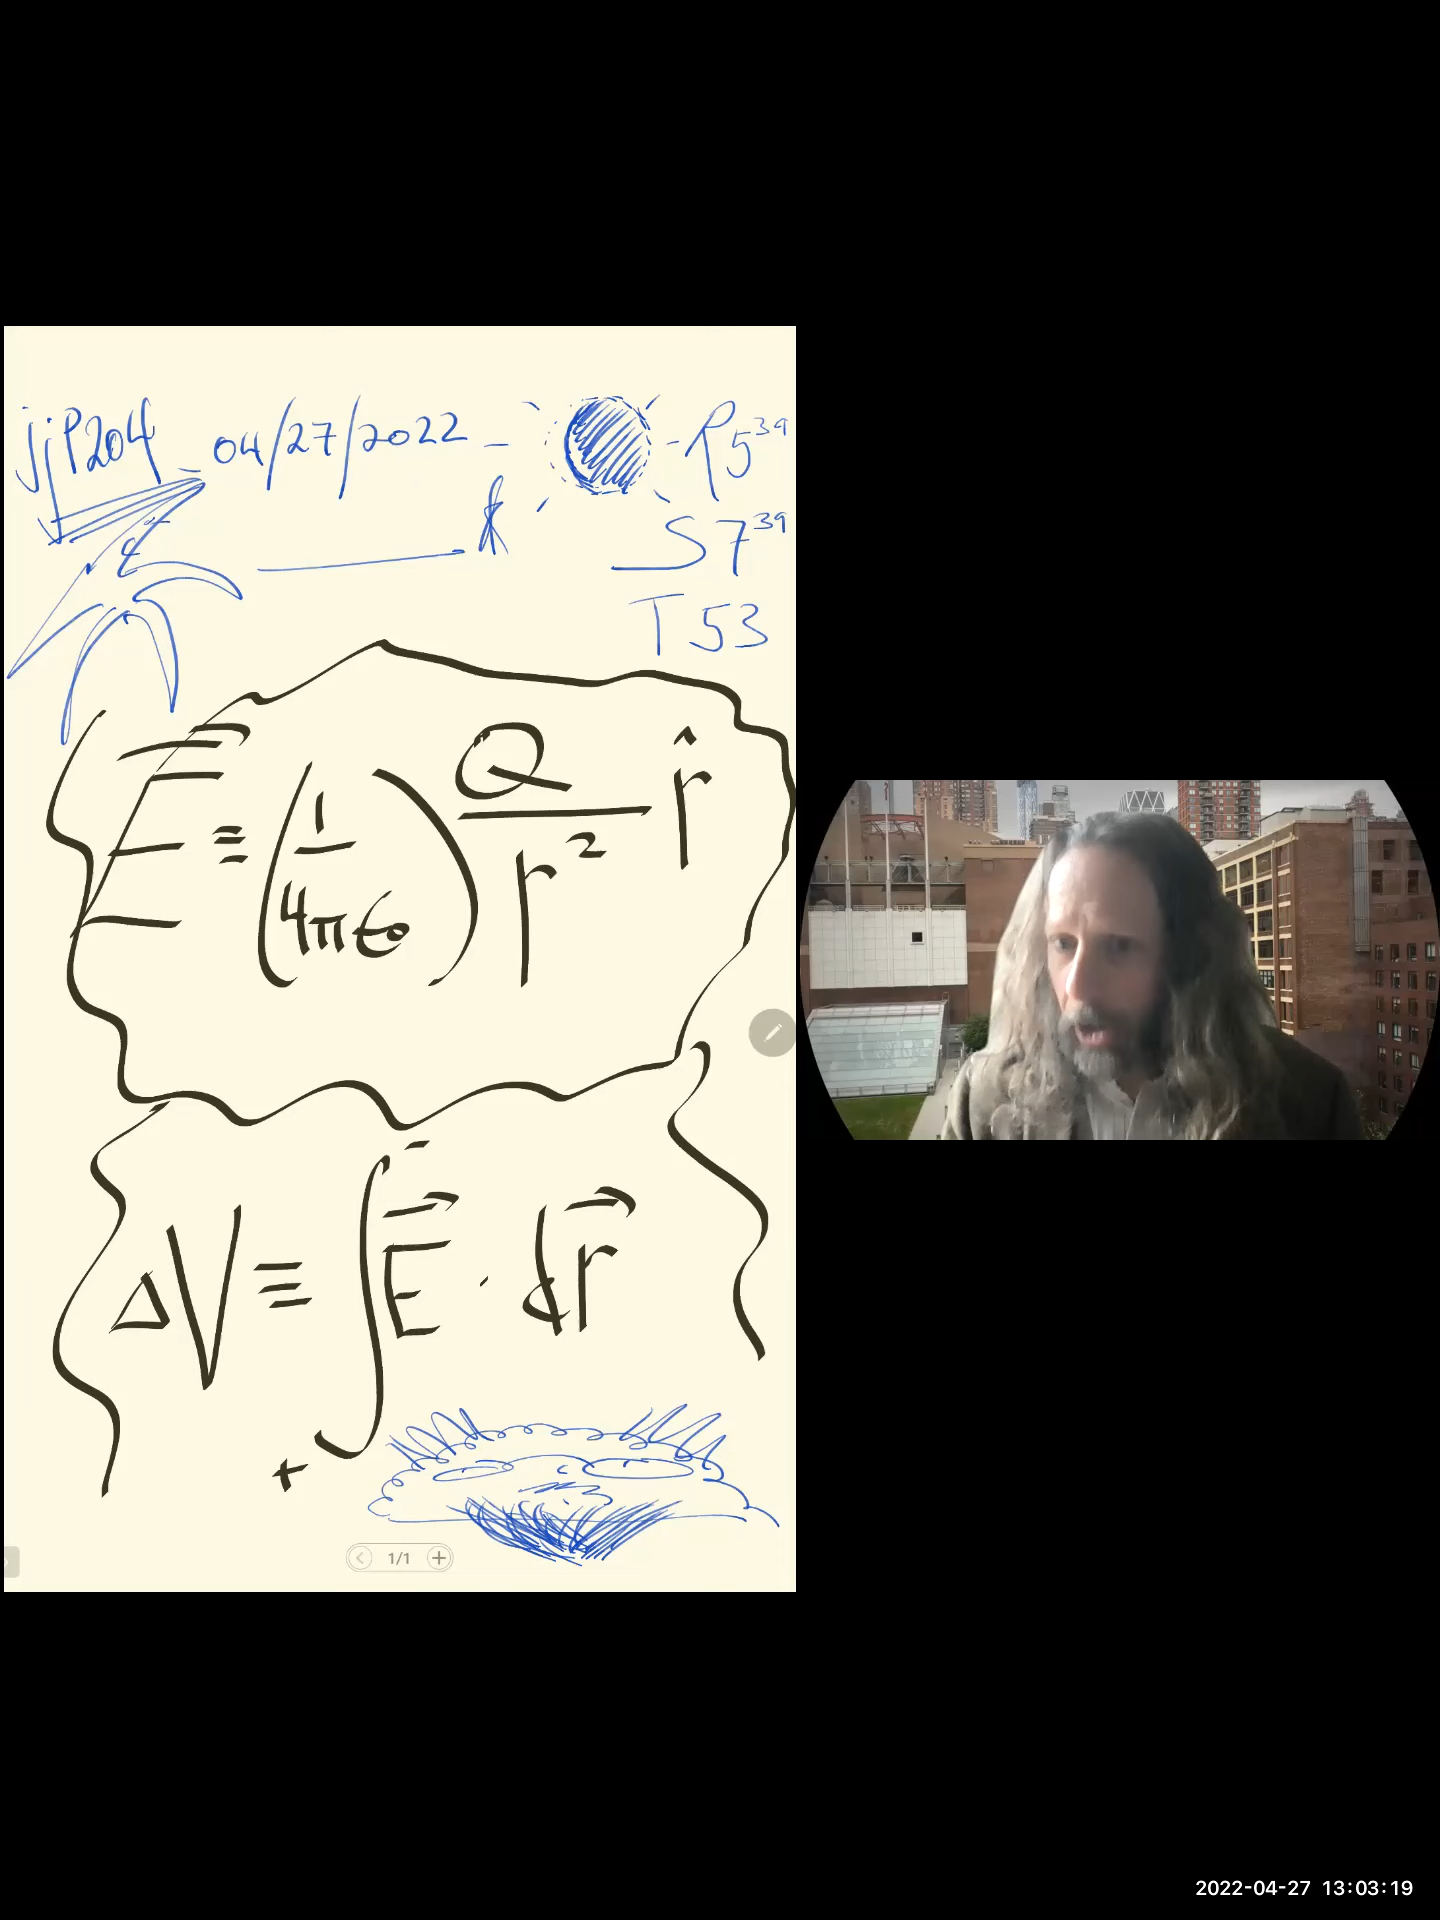 jjP204 - 04/27/2022 - - R5³⁹
S7³⁹
T53
E⃗ = (1/4πϵ₀) Q/r² r̂
ΔV ≡ ∫ E⃗ · dr⃗
+
1/1
2022-04-27 13:03:19